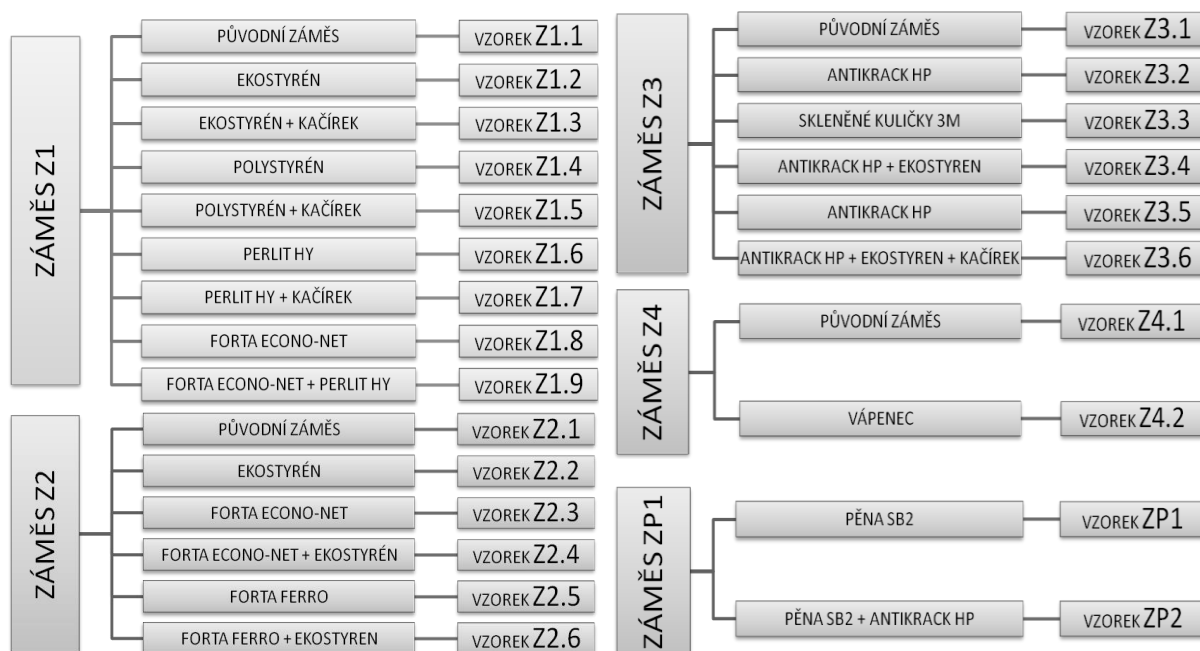 ZÁMĚS Z1
PŮVODNÍ ZÁMĚS VZOREK Z1.1
EKOSTYRÉN VZOREK Z1.2
EKOSTYRÉN + KAČÍREK VZOREK Z1.3
POLYSTYRÉN VZOREK Z1.4
POLYSTYRÉN + KAČÍREK VZOREK Z1.5
PERLIT HY VZOREK Z1.6
PERLIT HY + KAČÍREK VZOREK Z1.7
FORTA ECONO-NET VZOREK Z1.8
FORTA ECONO-NET + PERLIT HY VZOREK Z1.9
ZÁMĚS Z2
PŮVODNÍ ZÁMĚS VZOREK Z2.1
EKOSTYRÉN VZOREK Z2.2
FORTA ECONO-NET VZOREK Z2.3
FORTA ECONO-NET + EKOSTYRÉN VZOREK Z2.4
FORTA FERRO VZOREK Z2.5
FORTA FERRO + EKOSTYREN VZOREK Z2.6
ZÁMĚS Z3
PŮVODNÍ ZÁMĚS VZOREK Z3.1
ANTIKRACK HP VZOREK Z3.2
SKLENĚNÉ KULIČKY 3M VZOREK Z3.3
ANTIKRACK HP + EKOSTYREN VZOREK Z3.4
ANTIKRACK HP VZOREK Z3.5
ANTIKRACK HP + EKOSTYREN + KAČÍREK VZOREK Z3.6
ZÁMĚS Z4
PŮVODNÍ ZÁMĚS VZOREK Z4.1
VÁPENEC VZOREK Z4.2
ZÁMĚS ZP1
PĚNA SB2 VZOREK ZP1
PĚNA SB2 + ANTIKRACK HP VZOREK ZP2